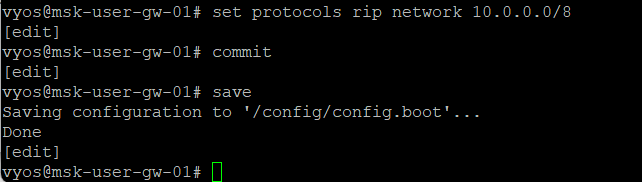 vyos@msk-user-gw-01# set protocols rip network 10.0.0.0/8
[edit]
vyos@msk-user-gw-01# commit
[edit]
vyos@msk-user-gw-01# save
Saving configuration to '/config/config.boot'...
Done
[edit]
vyos@msk-user-gw-01#